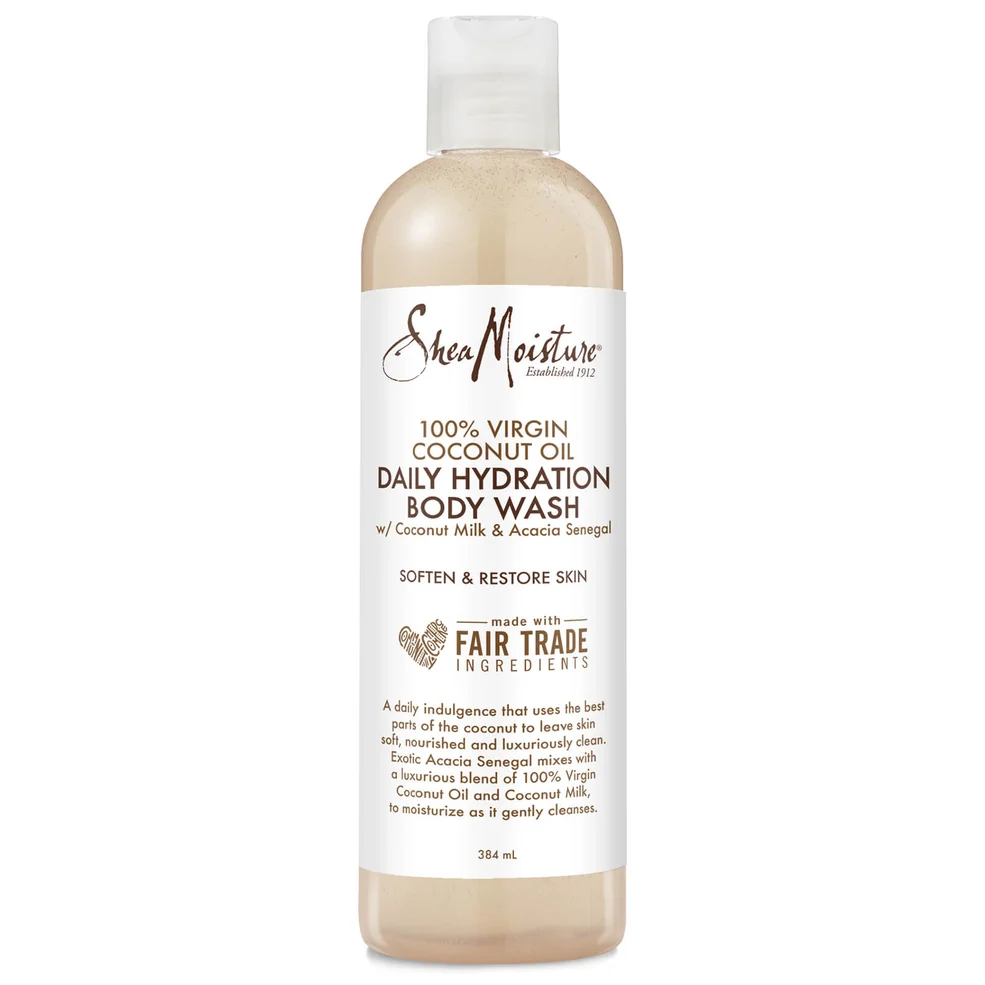 SheaMoisture®
Established 1912
100% VIRGIN
COCONUT OIL
DAILY HYDRATION
BODY WASH
w/ Coconut Milk & Acacia Senegal
SOFTEN & RESTORE SKIN
made with
FAIR TRADE
INGREDIENTS
A daily indulgence that uses the best
parts of the coconut to leave skin
soft, nourished and luxuriously clean.
Exotic Acacia Senegal mixes with
a luxurious blend of 100% Virgin
Coconut Oil and Coconut Milk,
to moisturize as it gently cleanses.
384 mL